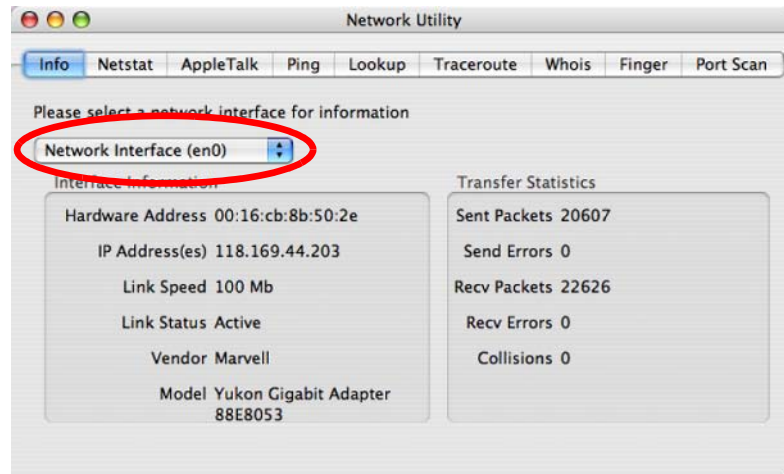 Network Utility
Info Netstat AppleTalk Ping Lookup Traceroute Whois Finger Port Scan
Please select a network interface for information
Network Interface (en0)
Interface Information
Hardware Address 00:16:cb:8b:50:2e
IP Address(es) 118.169.44.203
Link Speed 100 Mb
Link Status Active
Vendor Marvell
Model Yukon Gigabit Adapter
88E8053
Transfer Statistics
Sent Packets 20607
Send Errors 0
Recv Packets 22626
Recv Errors 0
Collisions 0